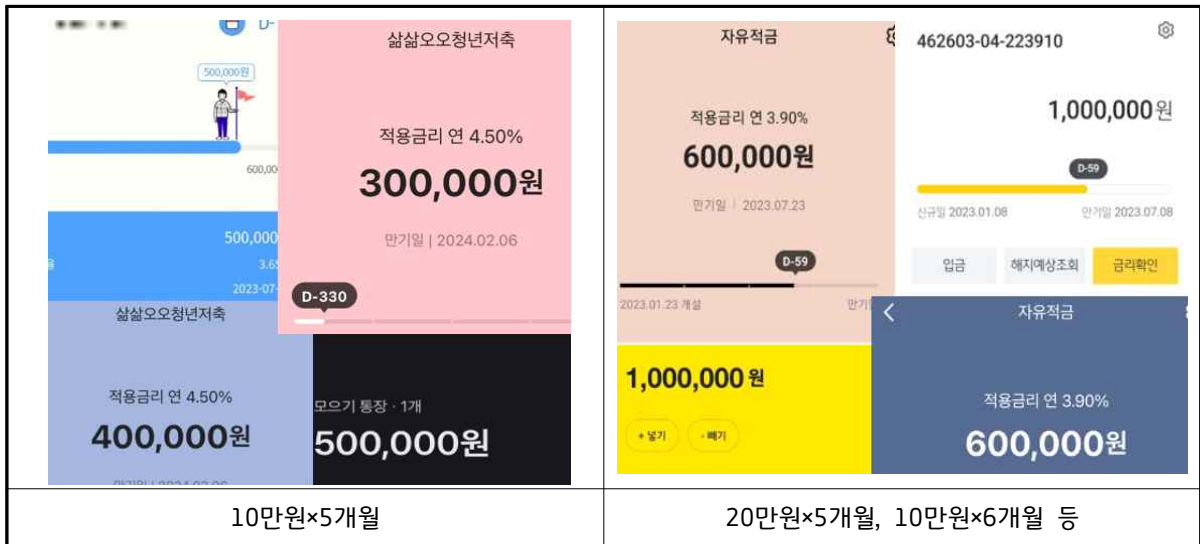 D-
500,000원
600,00
500,000
3.65
2023-07-
삶삶오오청년저축
적용금리 연 4.50%
300,000원
만기일 | 2024.02.06
D-330
삶삶오오청년저축
적용금리 연 4.50%
400,000원
모으기 통장 · 1개
500,000원
10만원×5개월
자유적금
적용금리 연 3.90%
600,000원
만기일 | 2023.07.23
D-59
2023.01.23 개설
만기
462603-04-223910
1,000,000원
D-59
신규일 2023.01.08
만기일 2023.07.08
입금
해지예상조회
금리확인
1,000,000 원
+ 넣기
- 빼기
자유적금
적용금리 연 3.90%
600,000원
20만원×5개월, 10만원×6개월 등